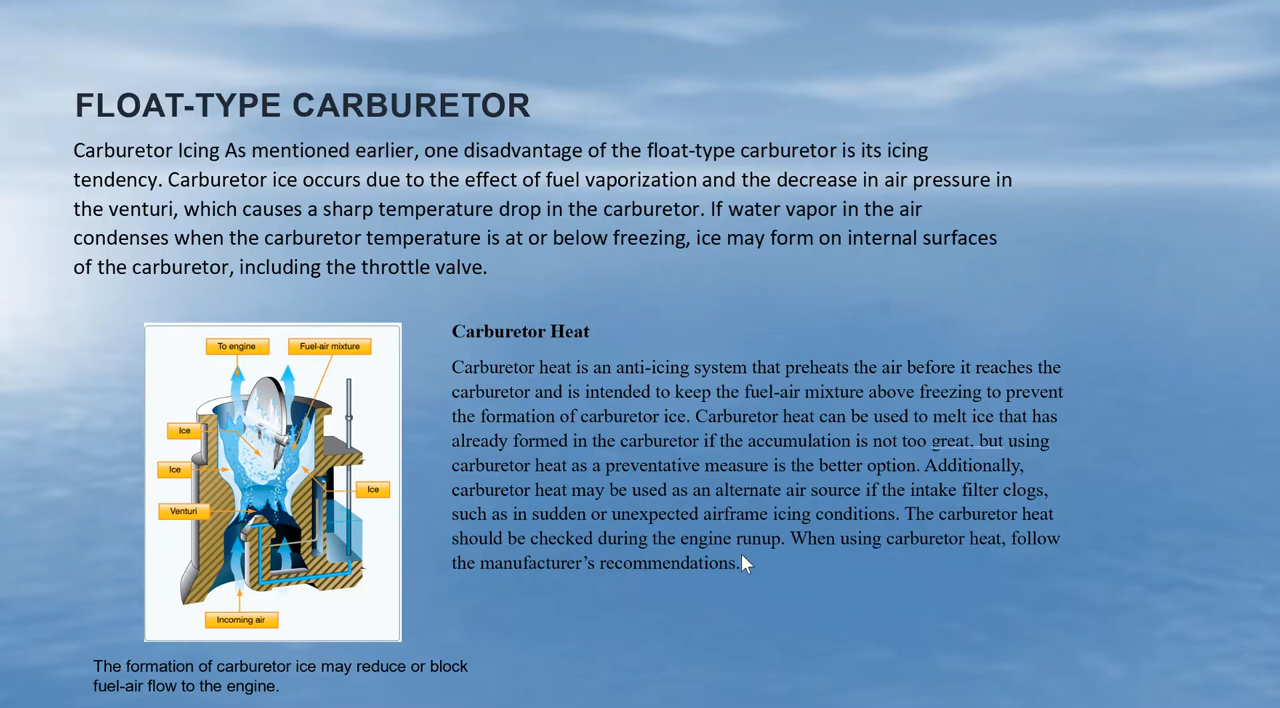 FLOAT-TYPE CARBURETOR
Carburetor Icing As mentioned earlier, one disadvantage of the float-type carburetor is its icing
tendency. Carburetor ice occurs due to the effect of fuel vaporization and the decrease in air pressure in
the venturi, which causes a sharp temperature drop in the carburetor. If water vapor in the air
condenses when the carburetor temperature is at or below freezing, ice may form on internal surfaces
of the carburetor, including the throttle valve.
To engine
Fuel-air mixture
Ice
Ice
Ice
Venturi
Incoming air
The formation of carburetor ice may reduce or block
fuel-air flow to the engine.
Carburetor Heat
Carburetor heat is an anti-icing system that preheats the air before it reaches the
carburetor and is intended to keep the fuel-air mixture above freezing to prevent
the formation of carburetor ice. Carburetor heat can be used to melt ice that has
already formed in the carburetor if the accumulation is not too great, but using
carburetor heat as a preventative measure is the better option. Additionally,
carburetor heat may be used as an alternate air source if the intake filter clogs,
such as in sudden or unexpected airframe icing conditions. The carburetor heat
should be checked during the engine runup. When using carburetor heat, follow
the manufacturer’s recommendations.